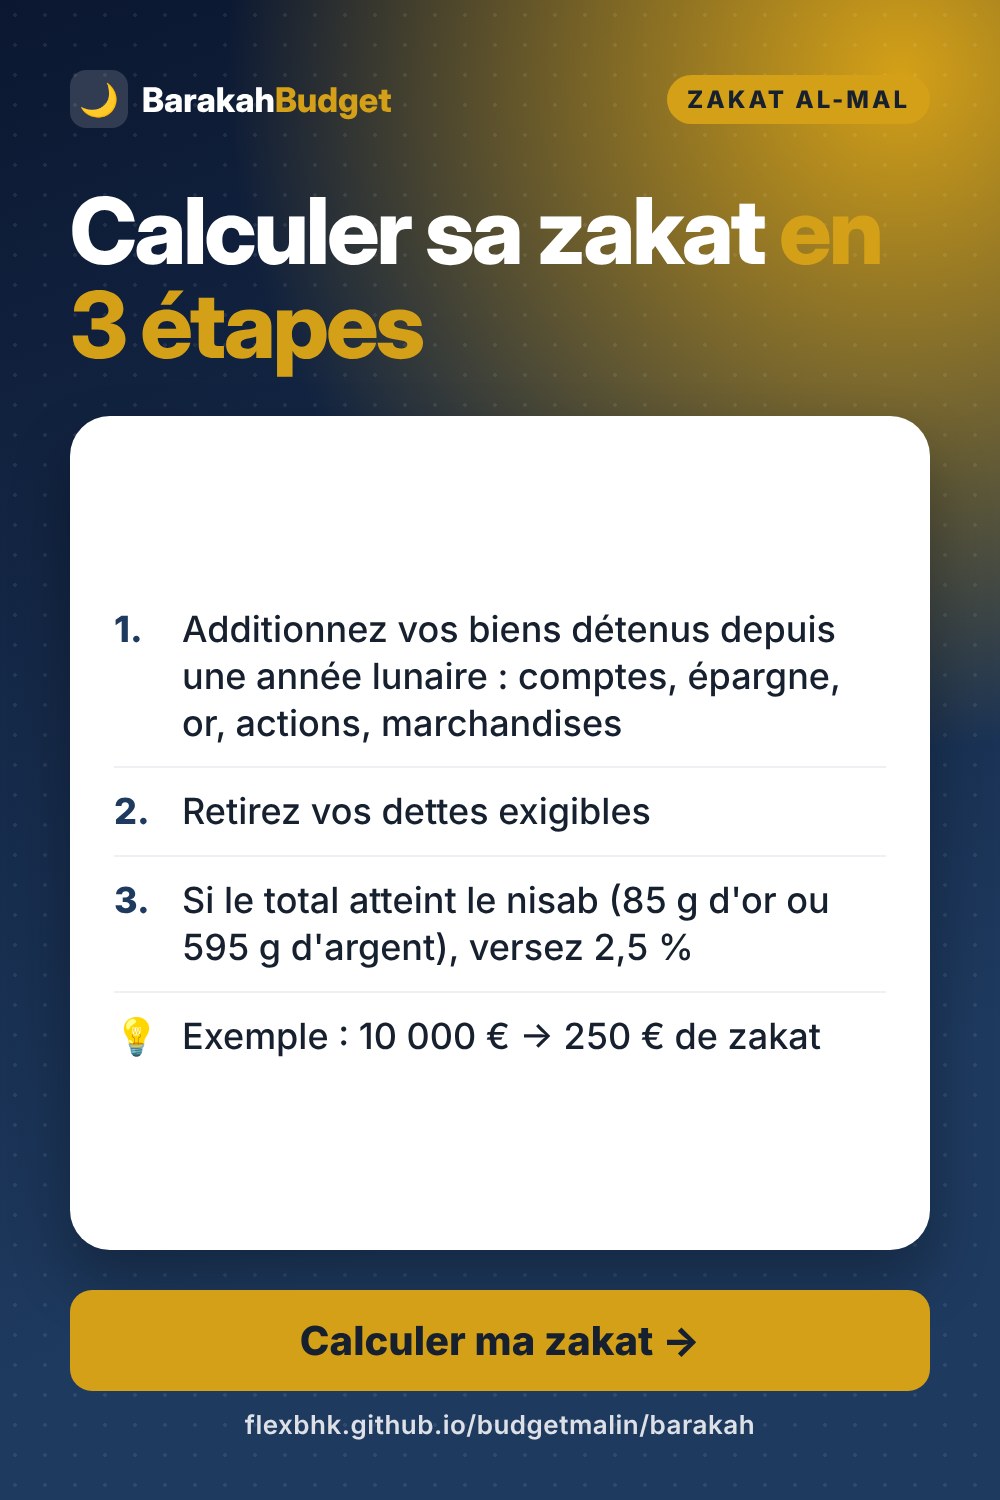 BarakahBudget
ZAKAT AL-MAL
Calculer sa zakat en
3 étapes
1. Additionnez vos biens détenus depuis
une année lunaire : comptes, épargne,
or, actions, marchandises
2. Retirez vos dettes exigibles
3. Si le total atteint le nisab (85 g d'or ou
595 g d'argent), versez 2,5 %
💡 Exemple : 10 000 € → 250 € de zakat
Calculer ma zakat →
flexbhk.github.io/budgetmalin/barakah